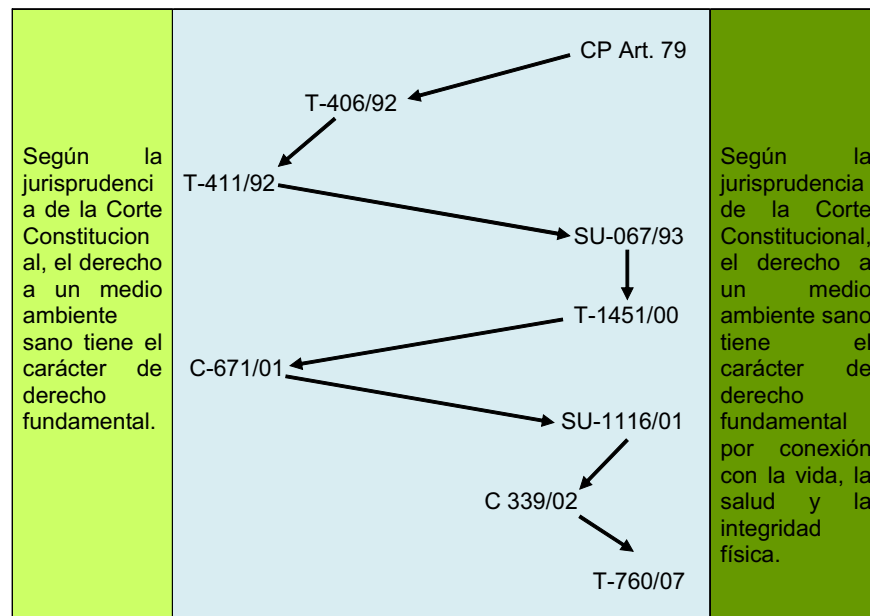 Según la
jurisprudenci
a de la Corte
Constitucion
al, el derecho
a un medio
ambiente
sano tiene el
carácter de
derecho
fundamental.
CP Art. 79
T-406/92
T-411/92
SU-067/93
T-1451/00
C-671/01
SU-1116/01
C 339/02
T-760/07
Según la
jurisprudencia
de la Corte
Constitucional,
el derecho a
un medio
ambiente sano
tiene el
carácter de
derecho
fundamental
por conexión
con la vida, la
salud y la
integridad
física.